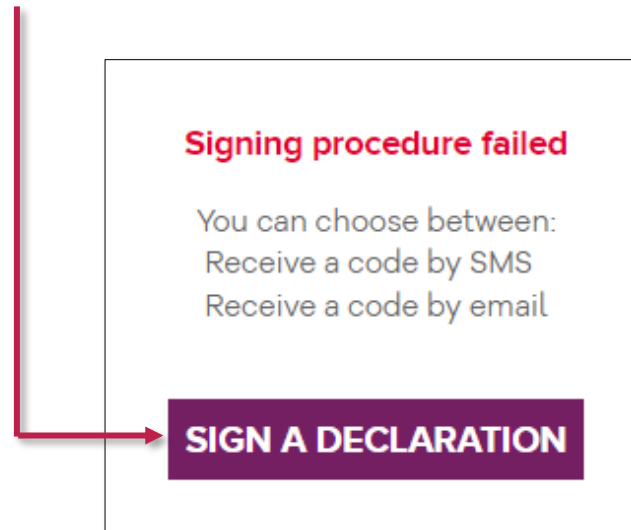 Signing procedure failed
You can choose between:
Receive a code by SMS
Receive a code by email
SIGN A DECLARATION